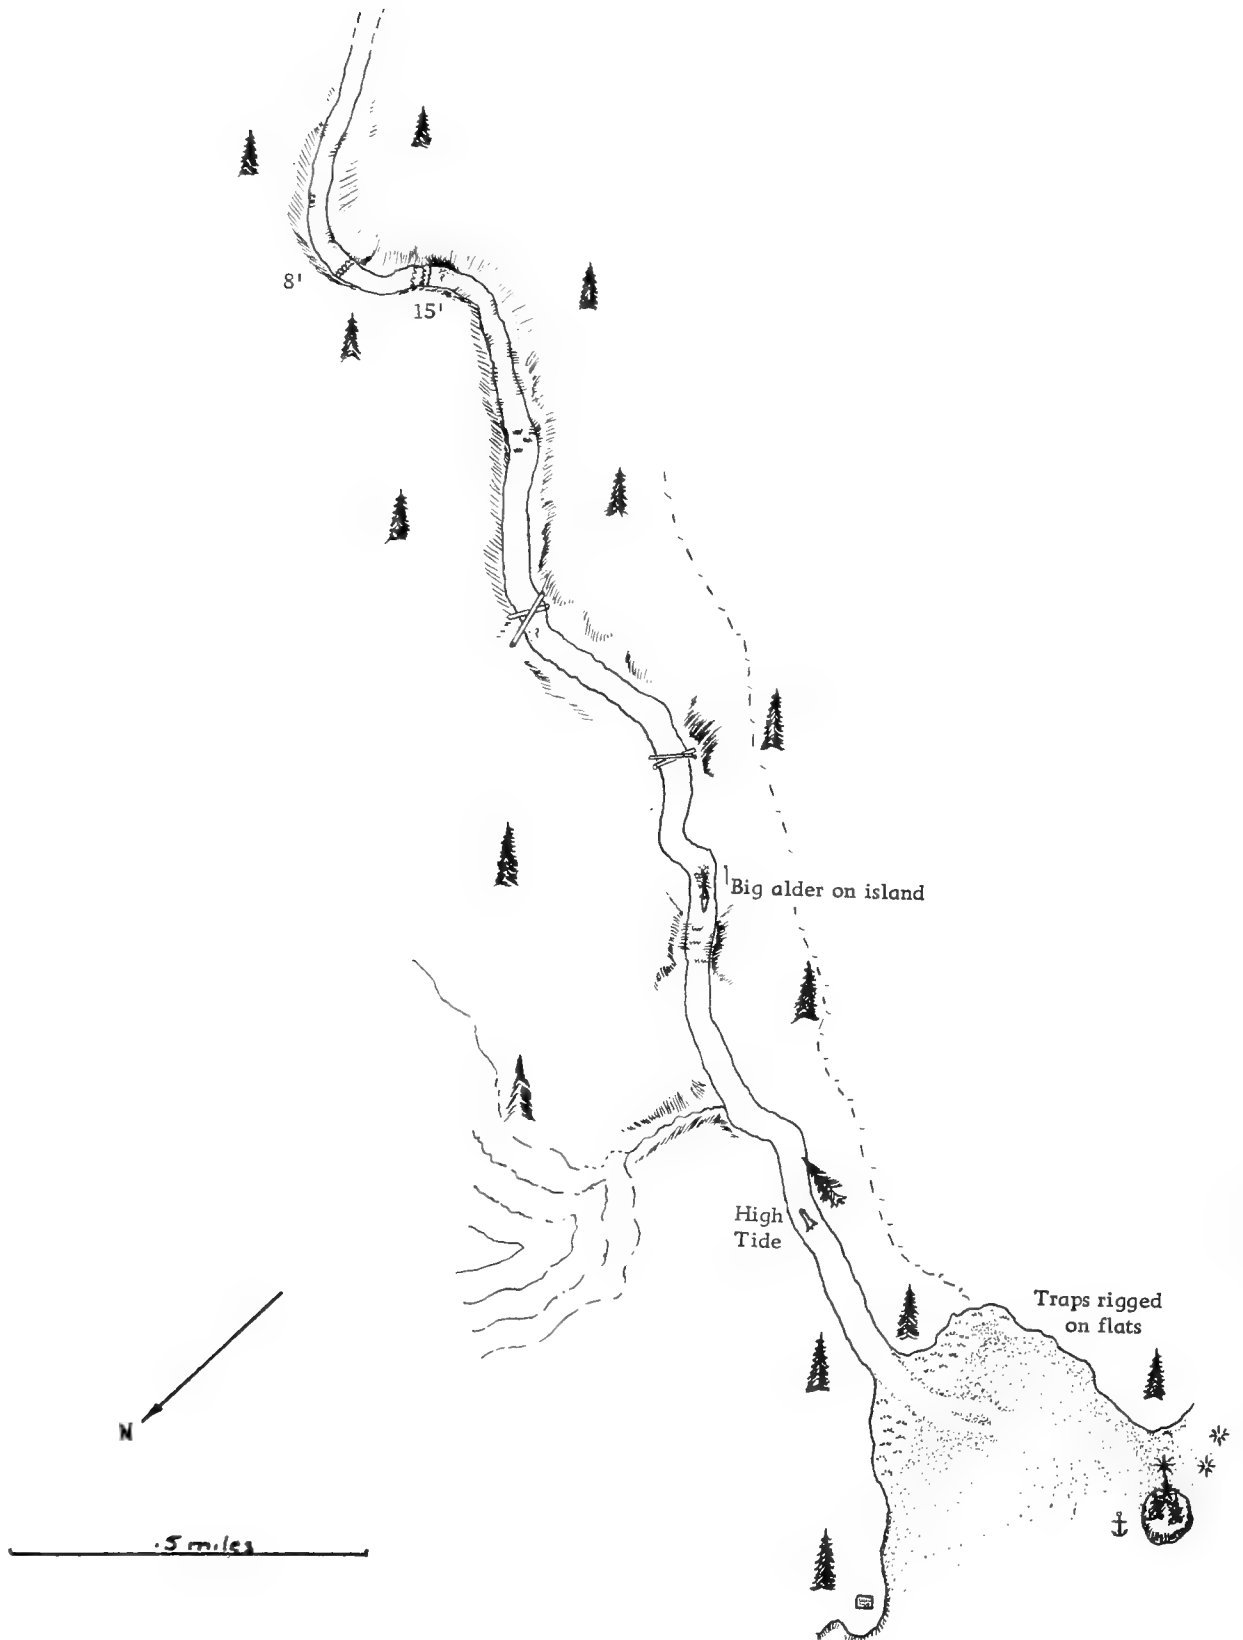 8'
15'
Big alder on island
High
Tide
Traps rigged
on flats
N
.5 miles